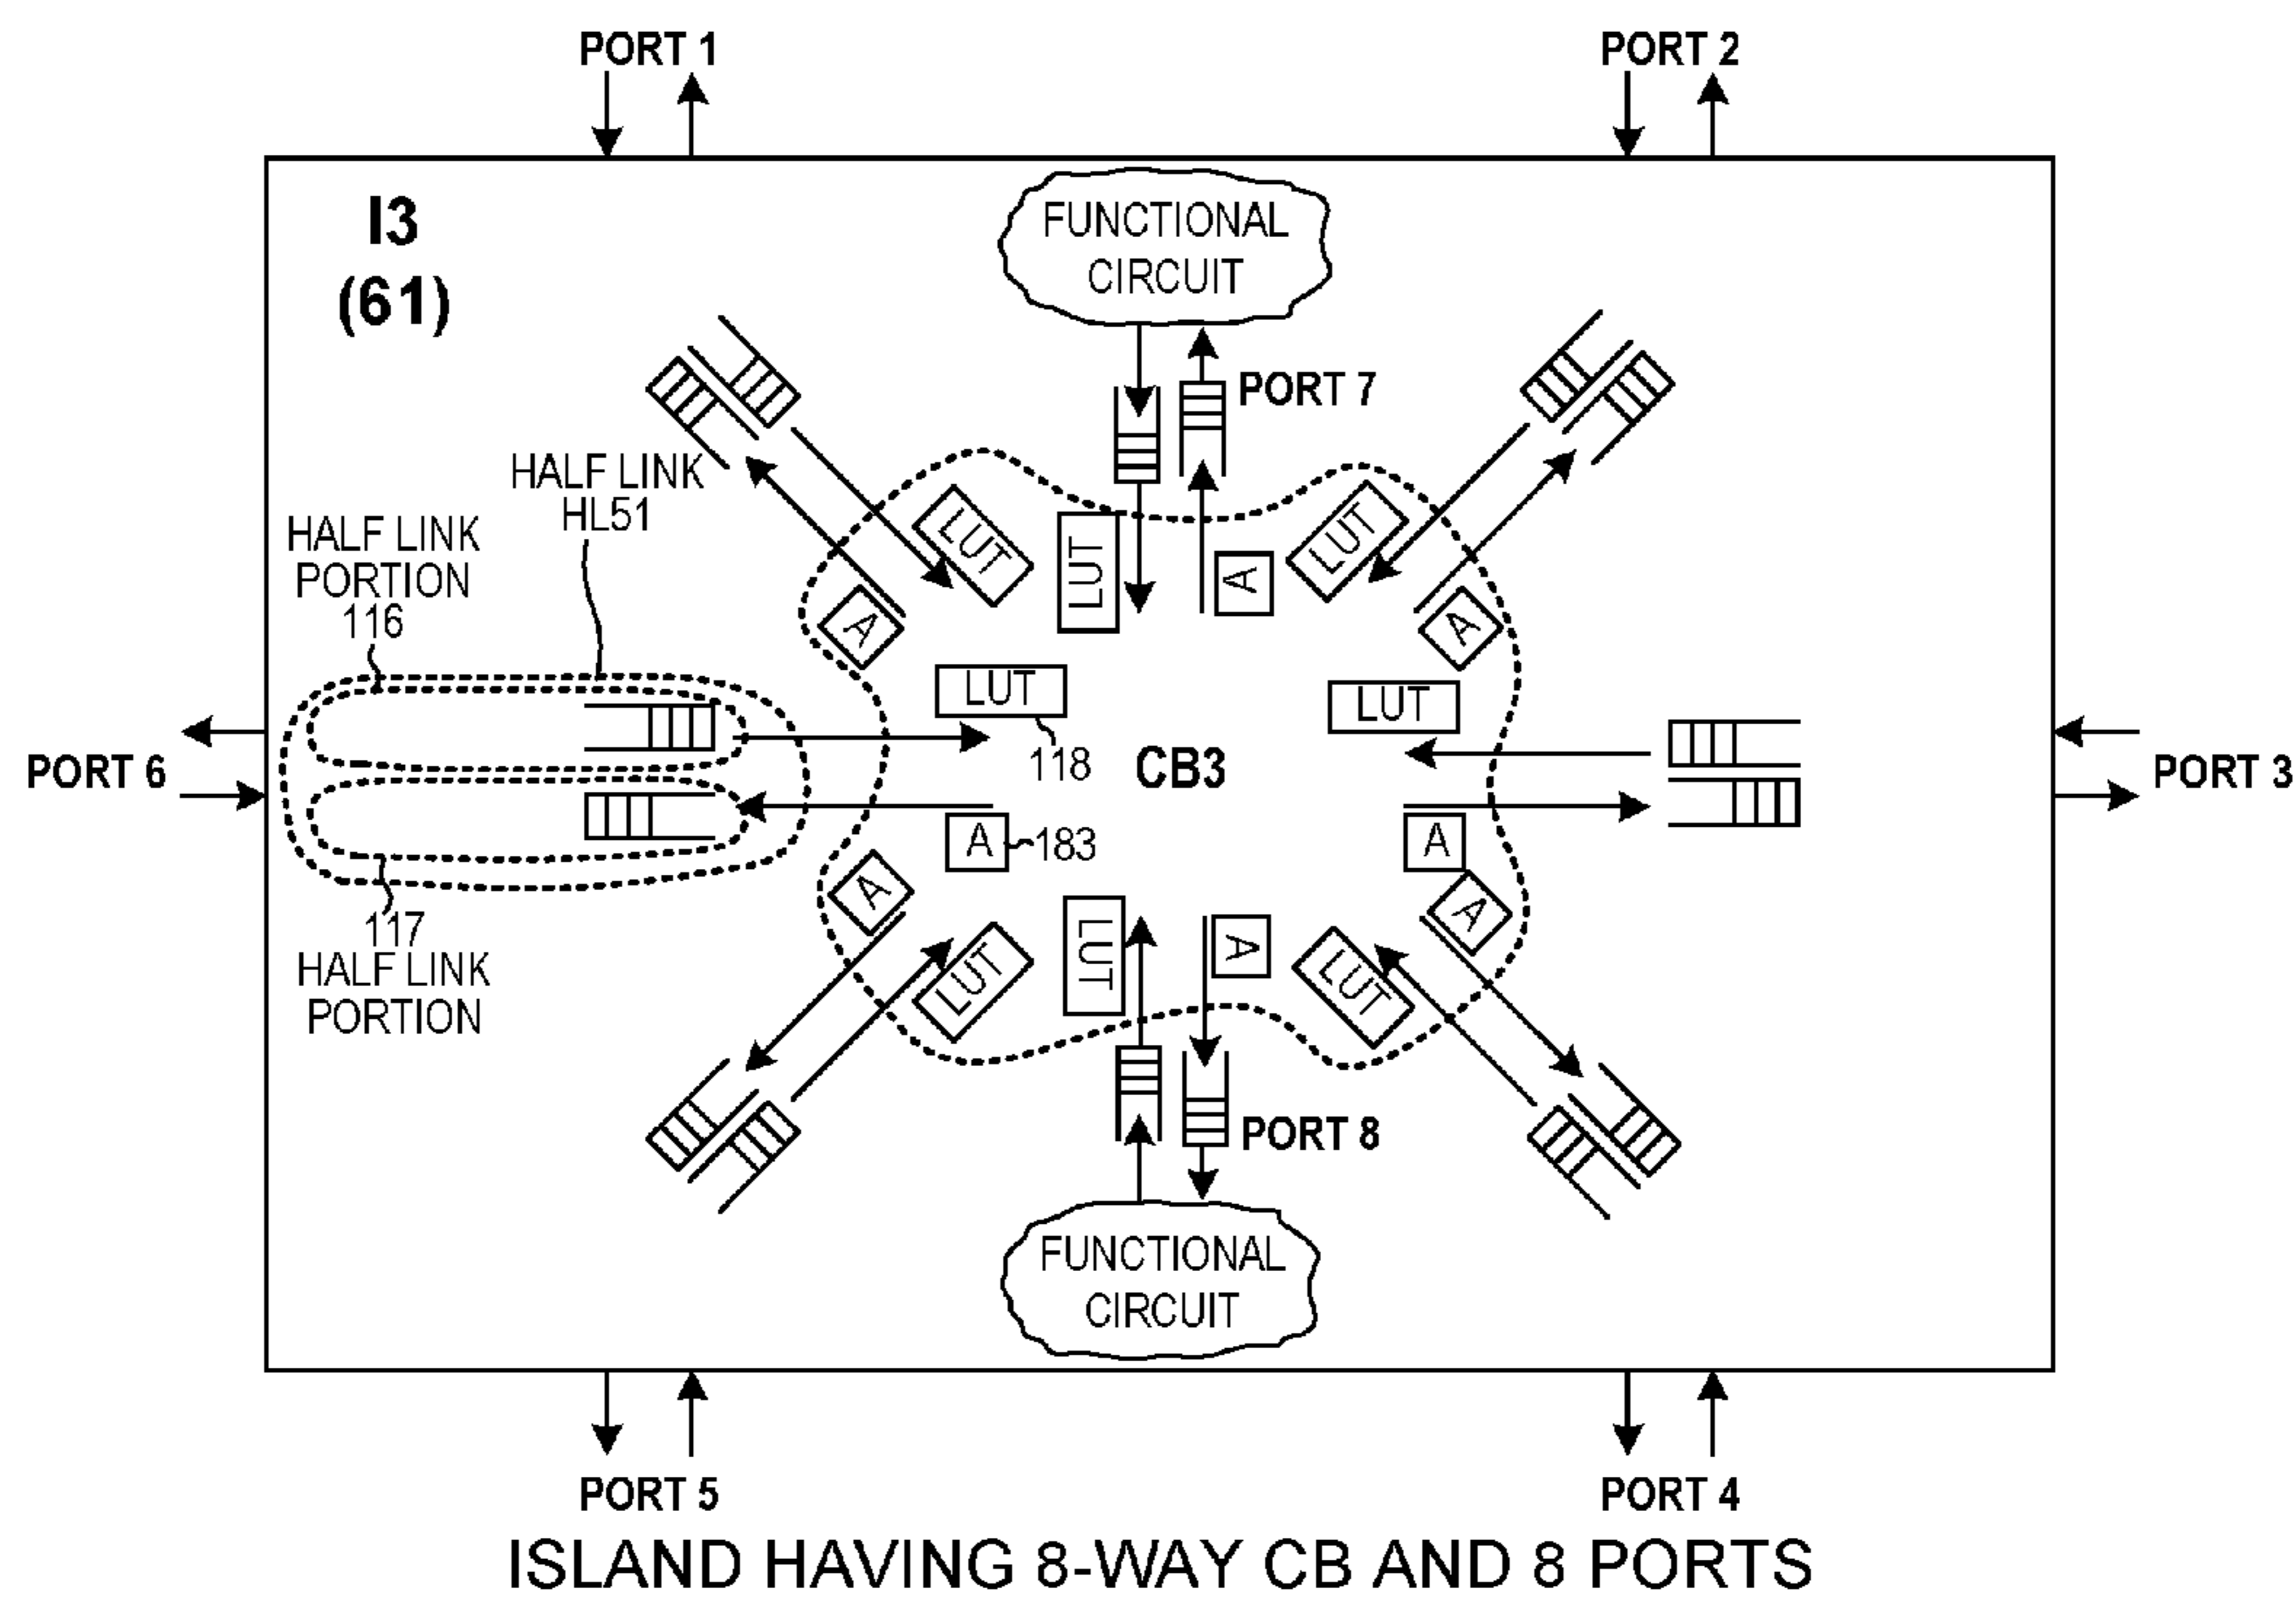 PORT 1
PORT 2
I3
(61)
FUNCTIONAL
CIRCUIT
PORT 7
HALF LINK
HL51
HALF LINK
PORTION
116
LUT
LUT
A
LUT
A
A
LUT
118
LUT
CB3
PORT 6
PORT 3
A
183
A
A
A
117
HALF LINK
PORTION
LUT
LUT
A
LUT
PORT 8
FUNCTIONAL
CIRCUIT
PORT 5
PORT 4
ISLAND HAVING 8-WAY CB AND 8 PORTS